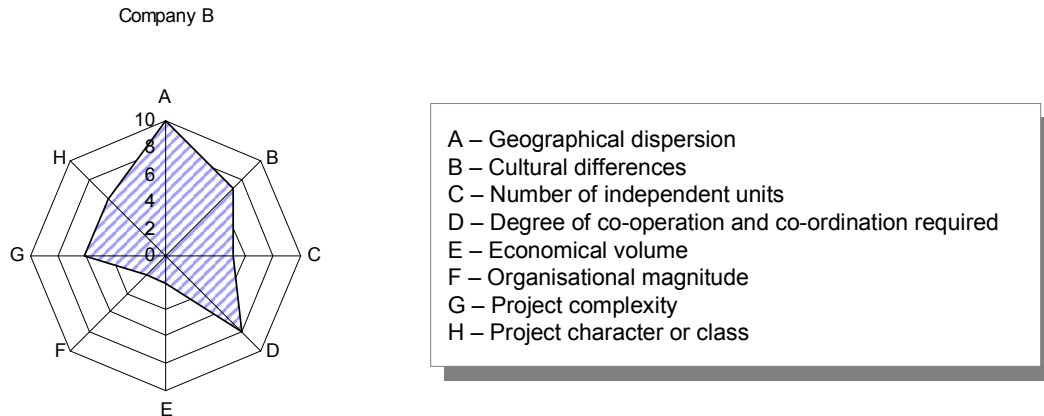 Company B
A
10
8
6
4
2
0
B
C
D
E
F
G
H
A – Geographical dispersion
B – Cultural differences
C – Number of independent units
D – Degree of co-operation and co-ordination required
E – Economical volume
F – Organisational magnitude
G – Project complexity
H – Project character or class